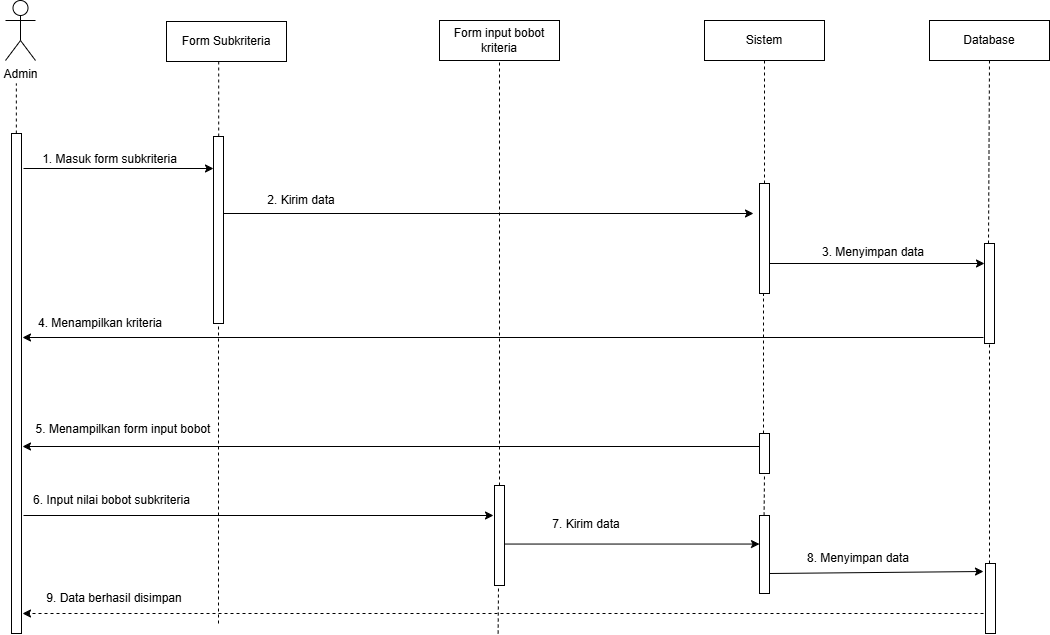 Admin
Form Subkriteria
Form input bobot
kriteria
Sistem
Database
1. Masuk form subkriteria
2. Kirim data
3. Menyimpan data
4. Menampilkan kriteria
5. Menampilkan form input bobot
6. Input nilai bobot subkriteria
7. Kirim data
8. Menyimpan data
9. Data berhasil disimpan